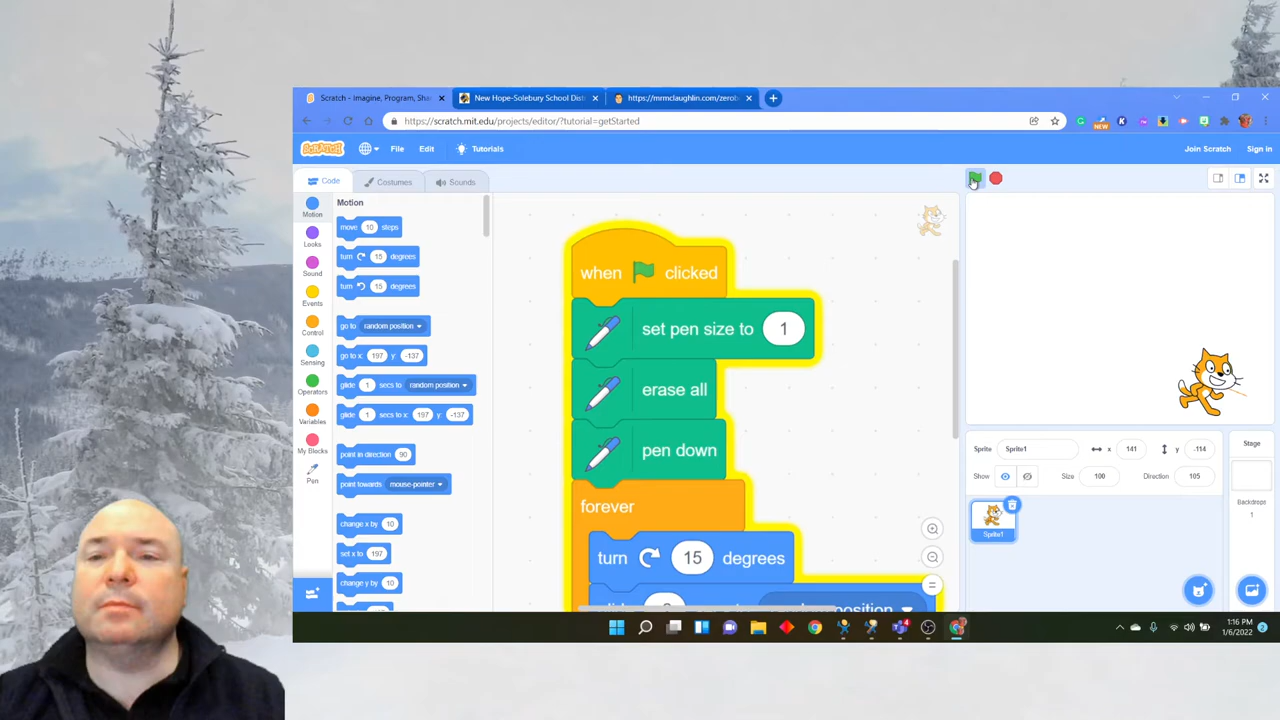 Scratch - Imagine, Program, Sha
New Hope-Solebury School Dist
https://mrmclaughlin.com/zerob
https://scratch.mit.edu/projects/editor/?tutorial=getStarted
NEW
SCRATCH
File
Edit
Tutorials
Join Scratch
Sign in
Code
Costumes
Sounds
Motion
Looks
Sound
Events
Control
Sensing
Operators
Variables
My Blocks
Pen
Motion
move 10 steps
turn 15 degrees
turn 15 degrees
go to random position
go to x: 197 y: -137
glide 1 secs to random position
glide 1 secs to x: 197 y: -137
point in direction 90
point towards mouse-pointer
change x by 10
set x to 197
change y by 10
when clicked
set pen size to 1
erase all
pen down
forever
turn 15 degrees
Sprite Sprite1 x 141 y -114
Show Size 100 Direction 105
Sprite1
Stage
Backdrops
1
1:16 PM
1/6/2022
2